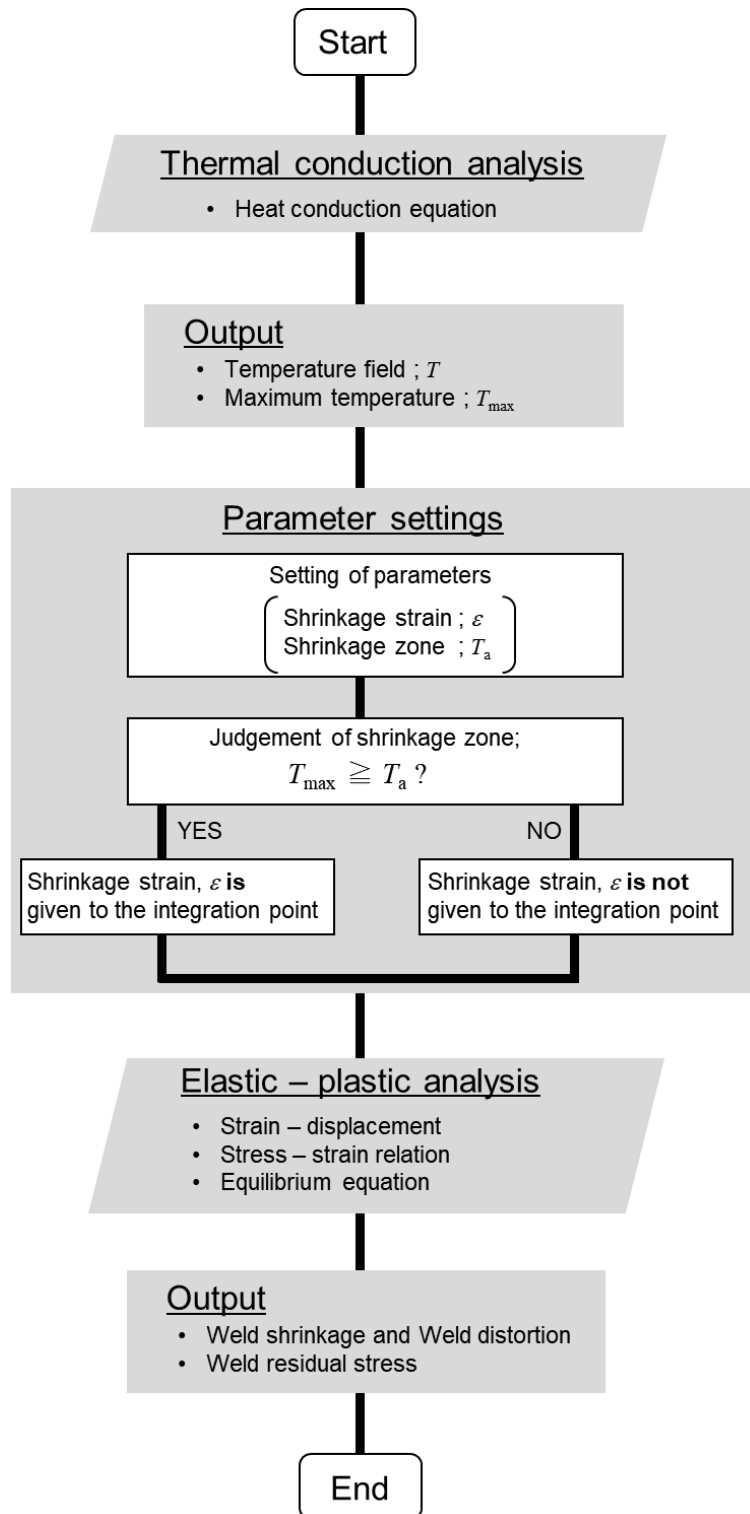 Start
Thermal conduction analysis
• Heat conduction equation
Output
• Temperature field ; T
• Maximum temperature ; Tmax
Parameter settings
Setting of parameters
Shrinkage strain ; ε
Shrinkage zone ; Ta
Judgement of shrinkage zone;
Tmax ≧ Ta ?
YES
NO
Shrinkage strain, ε is
given to the integration point
Shrinkage strain, ε is not
given to the integration point
Elastic – plastic analysis
• Strain – displacement
• Stress – strain relation
• Equilibrium equation
Output
• Weld shrinkage and Weld distortion
• Weld residual stress
End